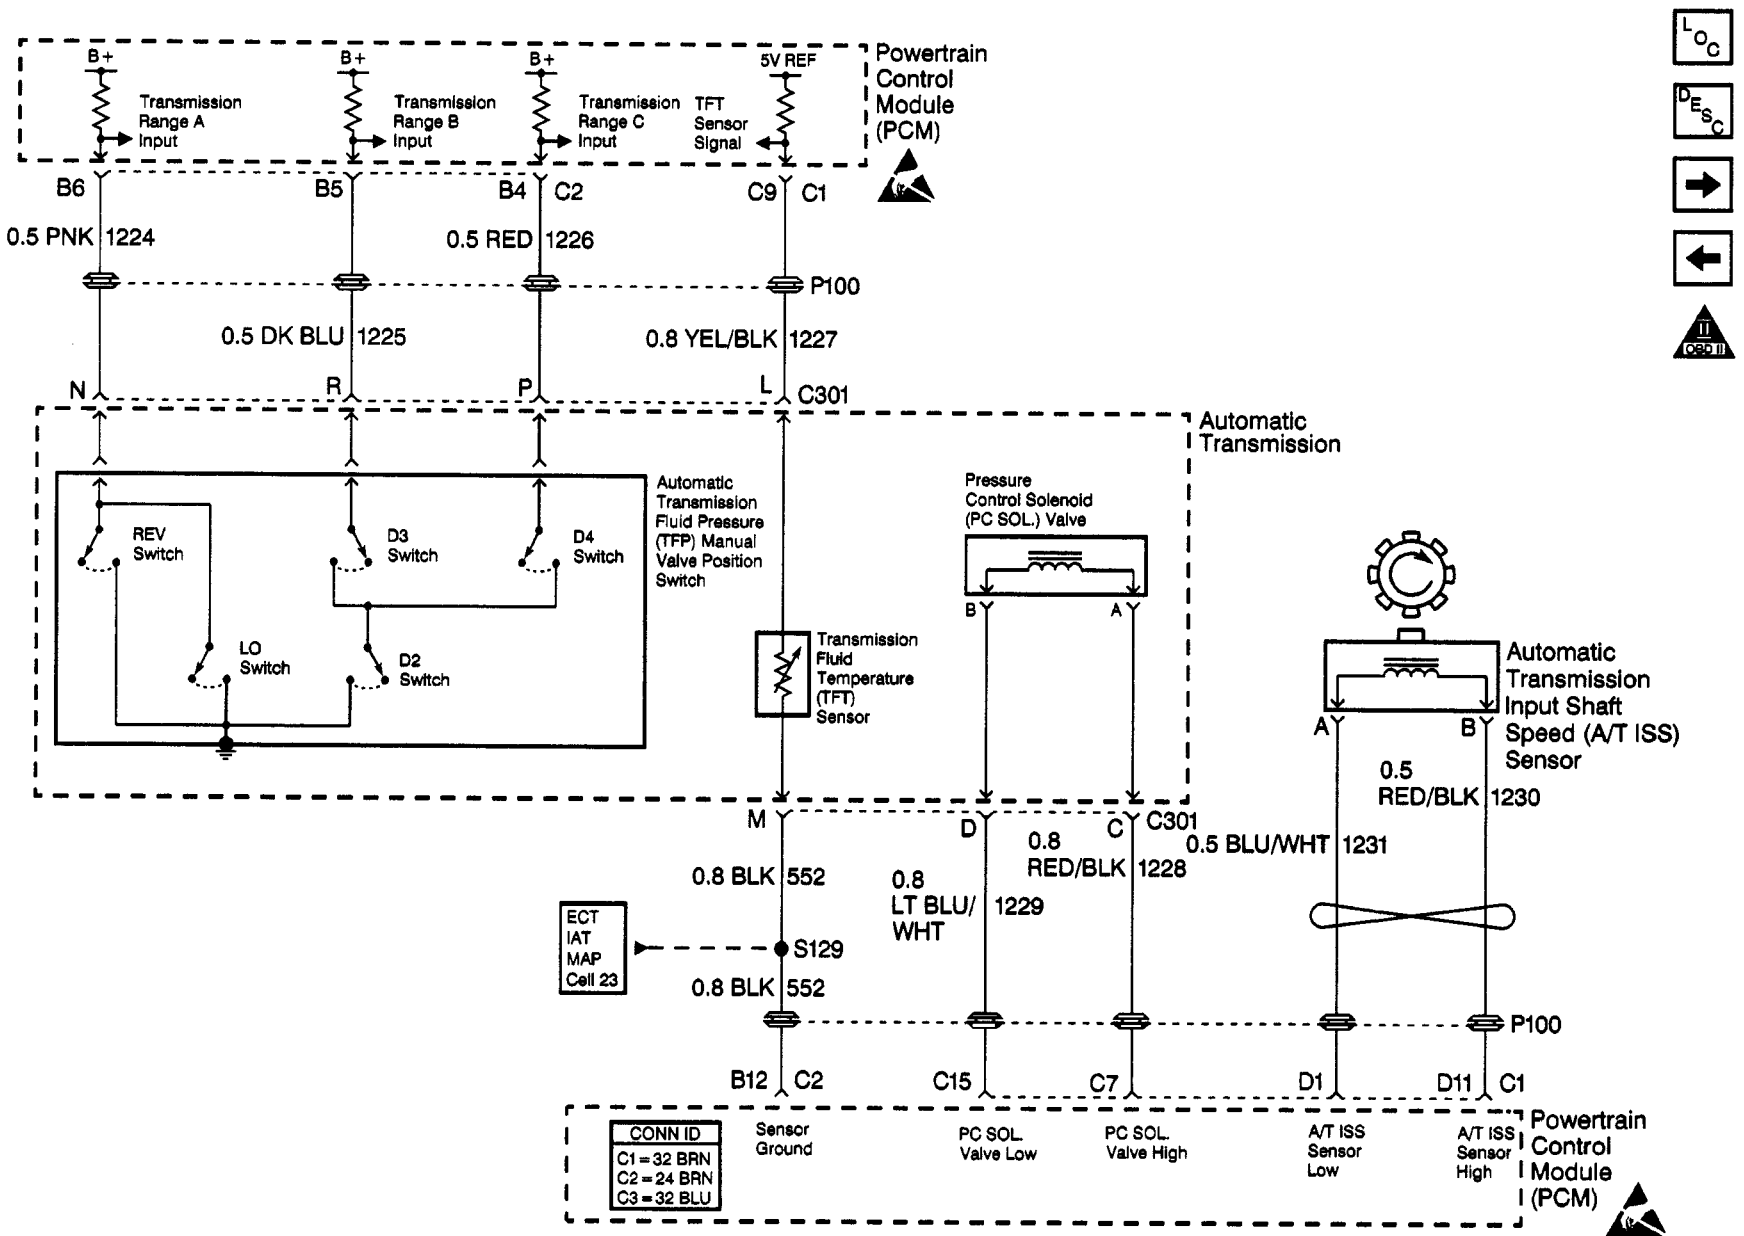 B+
B+
B+
5V REF
Powertrain
Control
Module
(PCM)
Transmission
Range A
Input
Transmission
Range B
Input
Transmission
Range C
Input
TFT
Sensor
Signal
LOC
DESC
II
OBD II
B6
B5
B4
C2
C9
C1
0.5 PNK
1224
0.5 RED
1226
P100
0.5 DK BLU
1225
0.8 YEL/BLK
1227
N
R
P
L
C301
Automatic
Transmission
REV
Switch
D3
Switch
D4
Switch
LO
Switch
D2
Switch
Automatic
Transmission
Fluid Pressure
(TFP) Manual
Valve Position
Switch
Pressure
Control Solenoid
(PC SOL.) Valve
B
A
Transmission
Fluid
Temperature
(TFT)
Sensor
Automatic
Transmission
Input Shaft
Speed (A/T ISS)
Sensor
A
B
0.5
RED/BLK
1230
M
D
C
C301
0.8 BLK
552
0.8
LT BLU/
WHT
1229
0.8
RED/BLK
1228
0.5 BLU/WHT
1231
ECT
IAT
MAP
Cell 23
S129
0.8 BLK
552
P100
B12
C2
C15
C7
D1
D11
C1
CONN ID
C1=32 BRN
C2=24 BRN
C3=32 BLU
Sensor
Ground
PC SOL.
Valve Low
PC SOL.
Valve High
A/T ISS
Sensor
Low
A/T ISS
Sensor
High
Powertrain
Control
Module
(PCM)